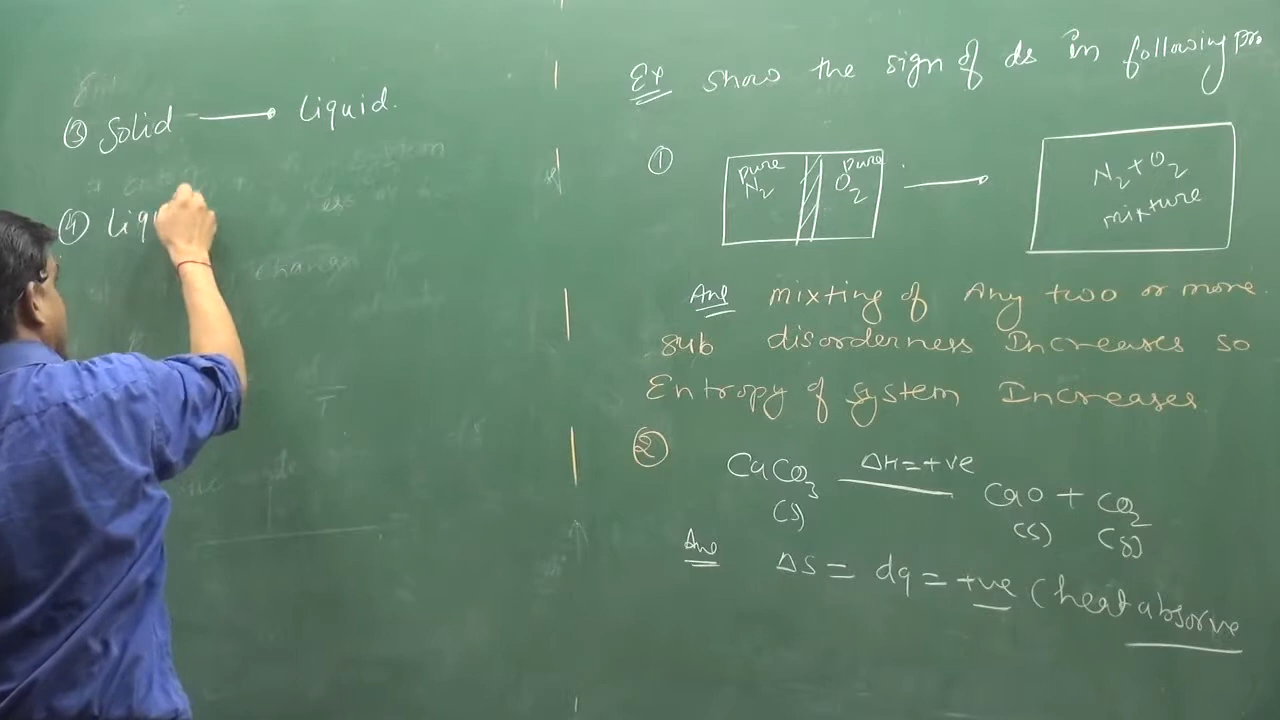 ③ Solid ⟶ Liquid.
④ Liq
Ex show the sign of ds in following pro
① pure N₂ pure O₂ ⟶ N₂ + O₂ mixture
Ans mixting of Any two or more
sub disorderness Increases so
Entropy of system Increases
② CaCO₃ (s) ΔH=+ve CaO (s) + CO₂ (g)
Ans ΔS = dq = +ve (heat absorve